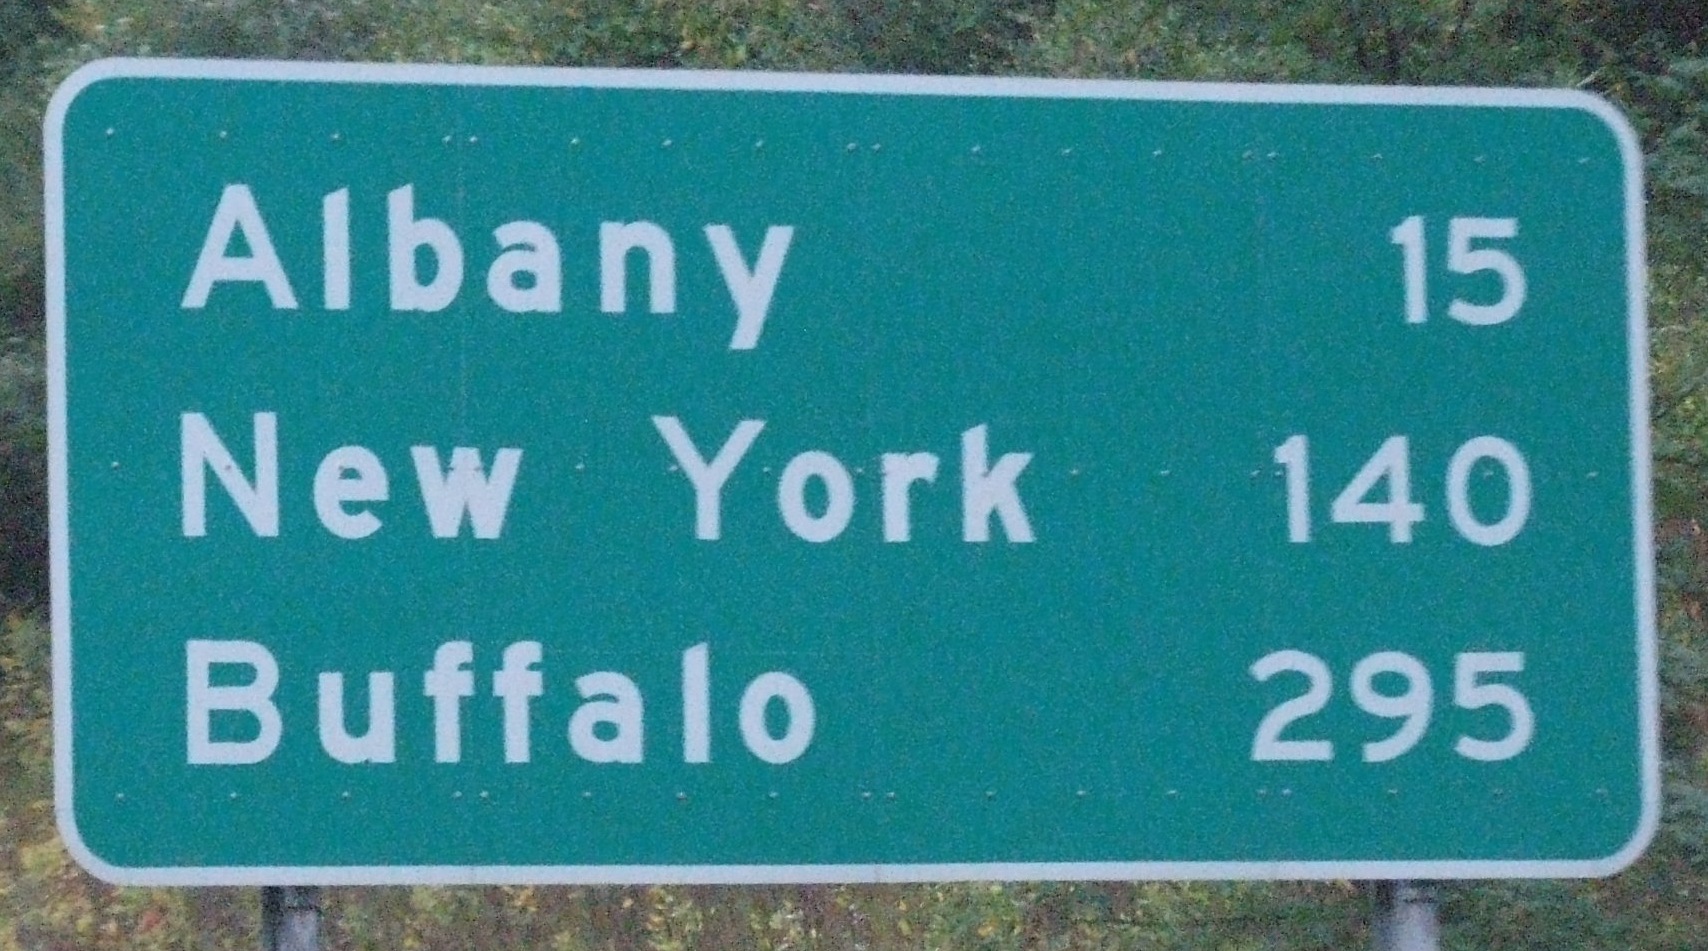 Albany 15
New York 140
Buffalo 295